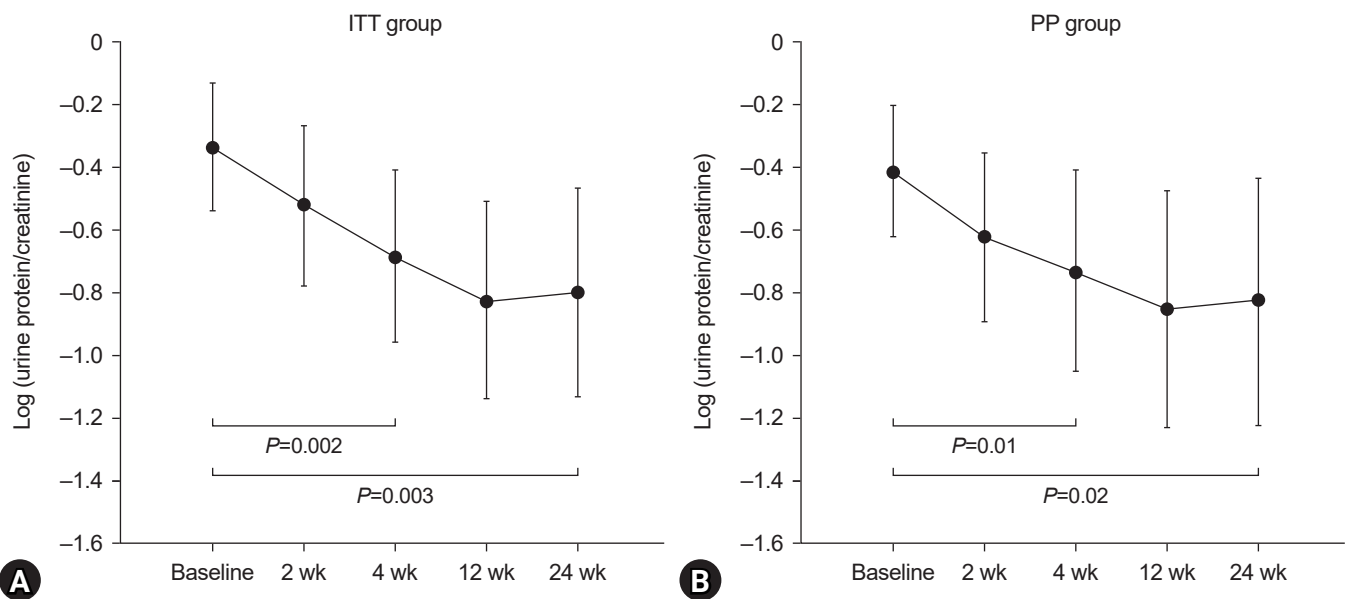 ITT group
Log (urine protein/creatinine)
0
–0.2
–0.4
–0.6
–0.8
–1.0
–1.2
–1.4
–1.6
P=0.002
P=0.003
Baseline 2 wk 4 wk 12 wk 24 wk
A
PP group
Log (urine protein/creatinine)
0
–0.2
–0.4
–0.6
–0.8
–1.0
–1.2
–1.4
–1.6
P=0.01
P=0.02
Baseline 2 wk 4 wk 12 wk 24 wk
B